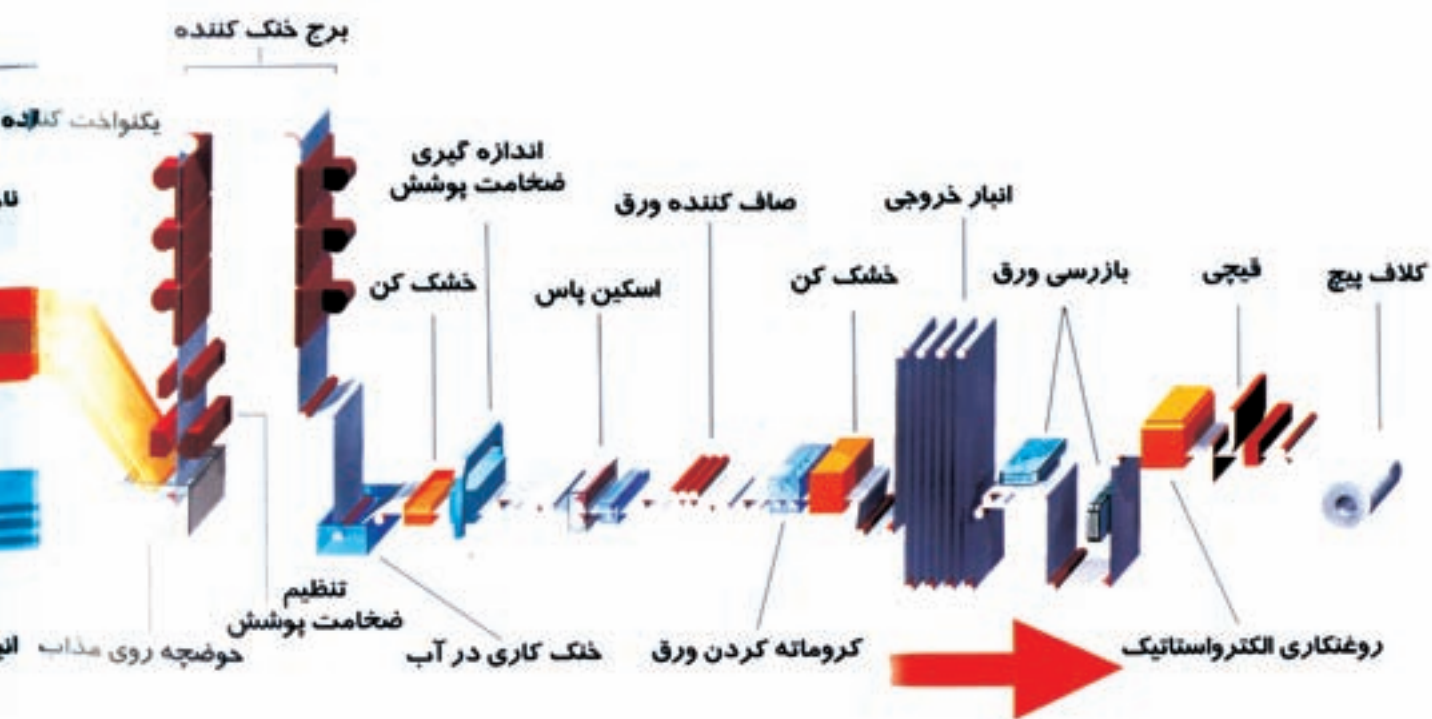 برج خنک کننده
یکنواخت کننده
اندازه گیری
ضخامت پوشش
صاف کننده ورق
انبار خروجی
خشک کن
اسکین پاس
خشک کن
بازرسی ورق
قیچی
کلاف پیچ
تنظیم
ضخامت پوشش
حوضچه روی مذاب
خنک کاری در آب
کروماته کردن ورق
روغنکاری الکترواستاتیک